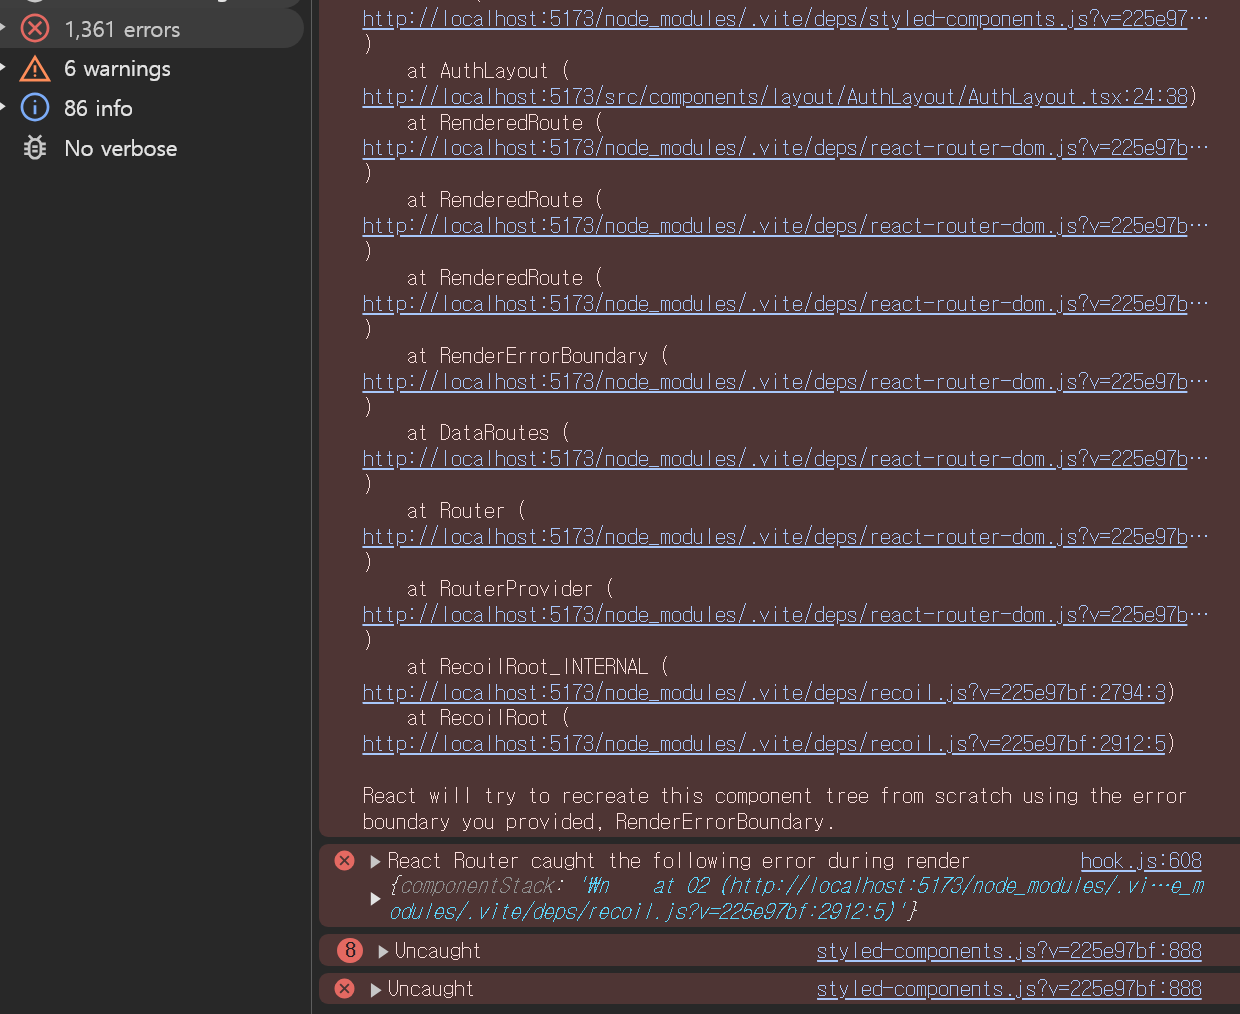 1,361 errors
6 warnings
86 info
No verbose
http://localhost:5173/node_modules/.vite/deps/styled-components.js?v=225e97…
)
at AuthLayout (
http://localhost:5173/src/components/layout/AuthLayout/AuthLayout.tsx:24:38)
at RenderedRoute (
http://localhost:5173/node_modules/.vite/deps/react-router-dom.js?v=225e97b…
)
at RenderedRoute (
http://localhost:5173/node_modules/.vite/deps/react-router-dom.js?v=225e97b…
)
at RenderedRoute (
http://localhost:5173/node_modules/.vite/deps/react-router-dom.js?v=225e97b…
)
at RenderErrorBoundary (
http://localhost:5173/node_modules/.vite/deps/react-router-dom.js?v=225e97b…
)
at DataRoutes (
http://localhost:5173/node_modules/.vite/deps/react-router-dom.js?v=225e97b…
)
at Router (
http://localhost:5173/node_modules/.vite/deps/react-router-dom.js?v=225e97b…
)
at RouterProvider (
http://localhost:5173/node_modules/.vite/deps/react-router-dom.js?v=225e97b…
)
at RecoilRoot_INTERNAL (
http://localhost:5173/node_modules/.vite/deps/recoil.js?v=225e97bf:2794:3)
at RecoilRoot (
http://localhost:5173/node_modules/.vite/deps/recoil.js?v=225e97bf:2912:5)
React will try to recreate this component tree from scratch using the error
boundary you provided, RenderErrorBoundary.
React Router caught the following error during render hook.js:608
{componentStack: '₩n    at O2 (http://localhost:5173/node_modules/.vi…e_m
odules/.vite/deps/recoil.js?v=225e97bf:2912:5)'}
8 Uncaught styled-components.js?v=225e97bf:888
Uncaught styled-components.js?v=225e97bf:888